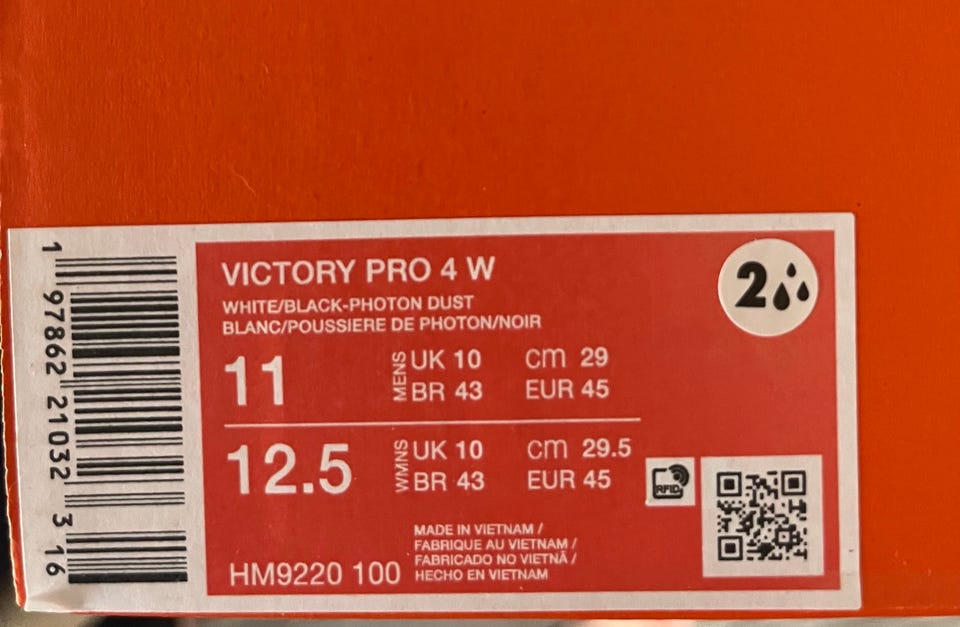 1 97862 21032 3 16
VICTORY PRO 4 W
WHITE/BLACK-PHOTON DUST
BLANC/POUSSIERE DE PHOTON/NOIR
2
11 MENS UK 10 cm 29
BR 43 EUR 45
12.5 WMNS UK 10 cm 29.5
BR 43 EUR 45
RFID
MADE IN VIETNAM /
FABRIQUE AU VIETNAM /
FABRICADO NO VIETNÃ /
HECHO EN VIETNAM
HM9220 100